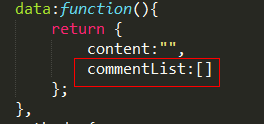 data:function(){
return {
content:"",
commentList:[]
};
},